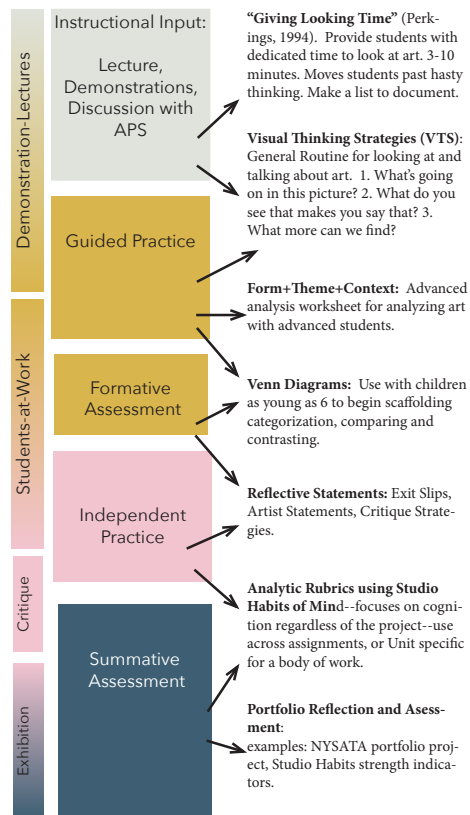 Demonstration-Lectures
Students-at-Work
Critique
Exhibition
Instructional Input:
Lecture,
Demonstrations,
Discussion with
APS
Guided Practice
Formative
Assessment
Independent
Practice
Summative
Assessment
“Giving Looking Time” (Perk-
ings, 1994). Provide students with
dedicated time to look at art. 3-10
minutes. Moves students past hasty
thinking. Make a list to document.
Visual Thinking Strategies (VTS):
General Routine for looking at and
talking about art. 1. What’s going
on in this picture? 2. What do you
see that makes you say that? 3.
What more can we find?
Form+Theme+Context: Advanced
analysis worksheet for analyzing art
with advanced students.
Venn Diagrams: Use with children
as young as 6 to begin scaffolding
categorization, comparing and
contrasting.
Reflective Statements: Exit Slips,
Artist Statements, Critique Strate-
gies.
Analytic Rubrics using Studio
Habits of Mind--focuses on cogni-
tion regardless of the project--use
across assignments, or Unit specific
for a body of work.
Portfolio Reflection and Asess-
ment:
examples: NYSATA portfolio proj-
ect, Studio Habits strength indica-
tors.